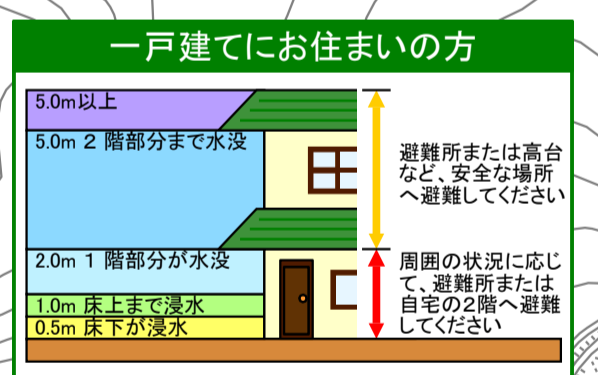 一戸建てにお住まいの方
5.0m以上
5.0m 2 階部分まで水没
避難所または高台
など、安全な場所
へ避難してください
2.0m 1 階部分が水没
1.0m 床上まで浸水
0.5m 床下が浸水
周囲の状況に応じ
て、避難所または
自宅の2階へ避難
してください